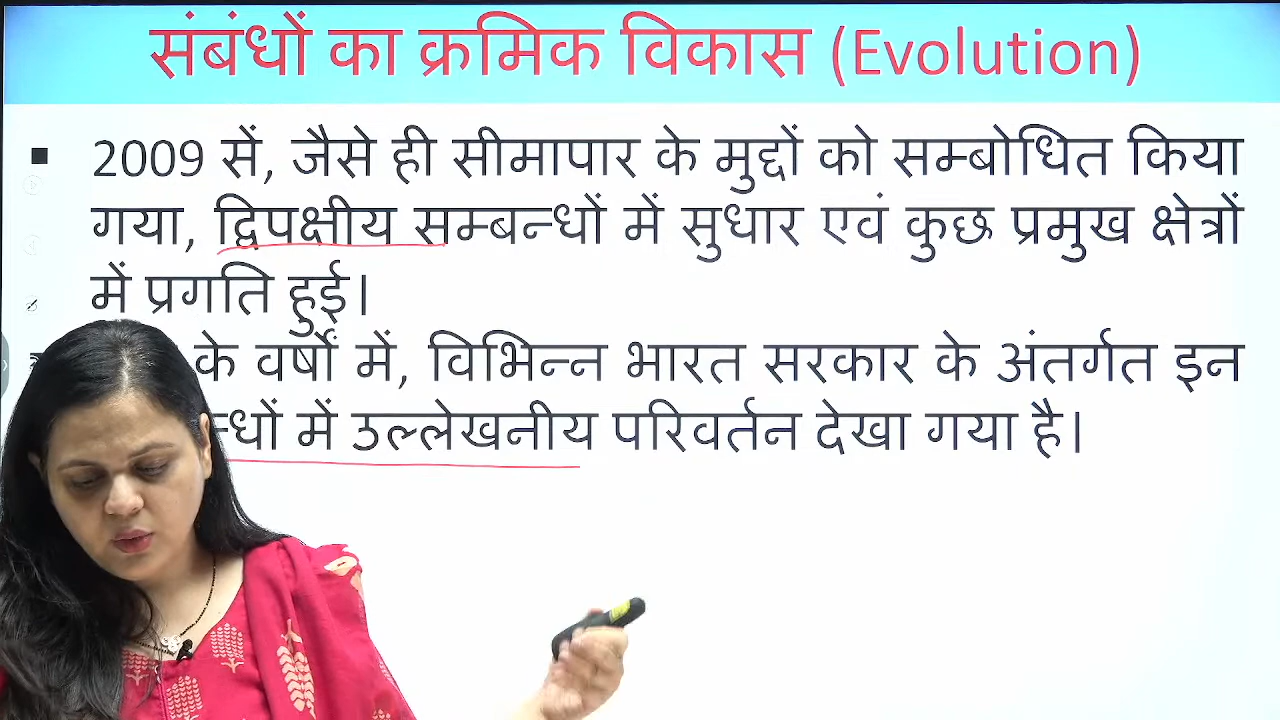 संबंधों का क्रमिक विकास (Evolution)
2009 सें, जैसे ही सीमापार के मुद्दों को सम्बोधित किया
गया, द्विपक्षीय सम्बन्धों में सुधार एवं कुछ प्रमुख क्षेत्रों
में प्रगति हुई।
के वर्षों में, विभिन्न भारत सरकार के अंतर्गत इन
में उल्लेखनीय परिवर्तन देखा गया है।